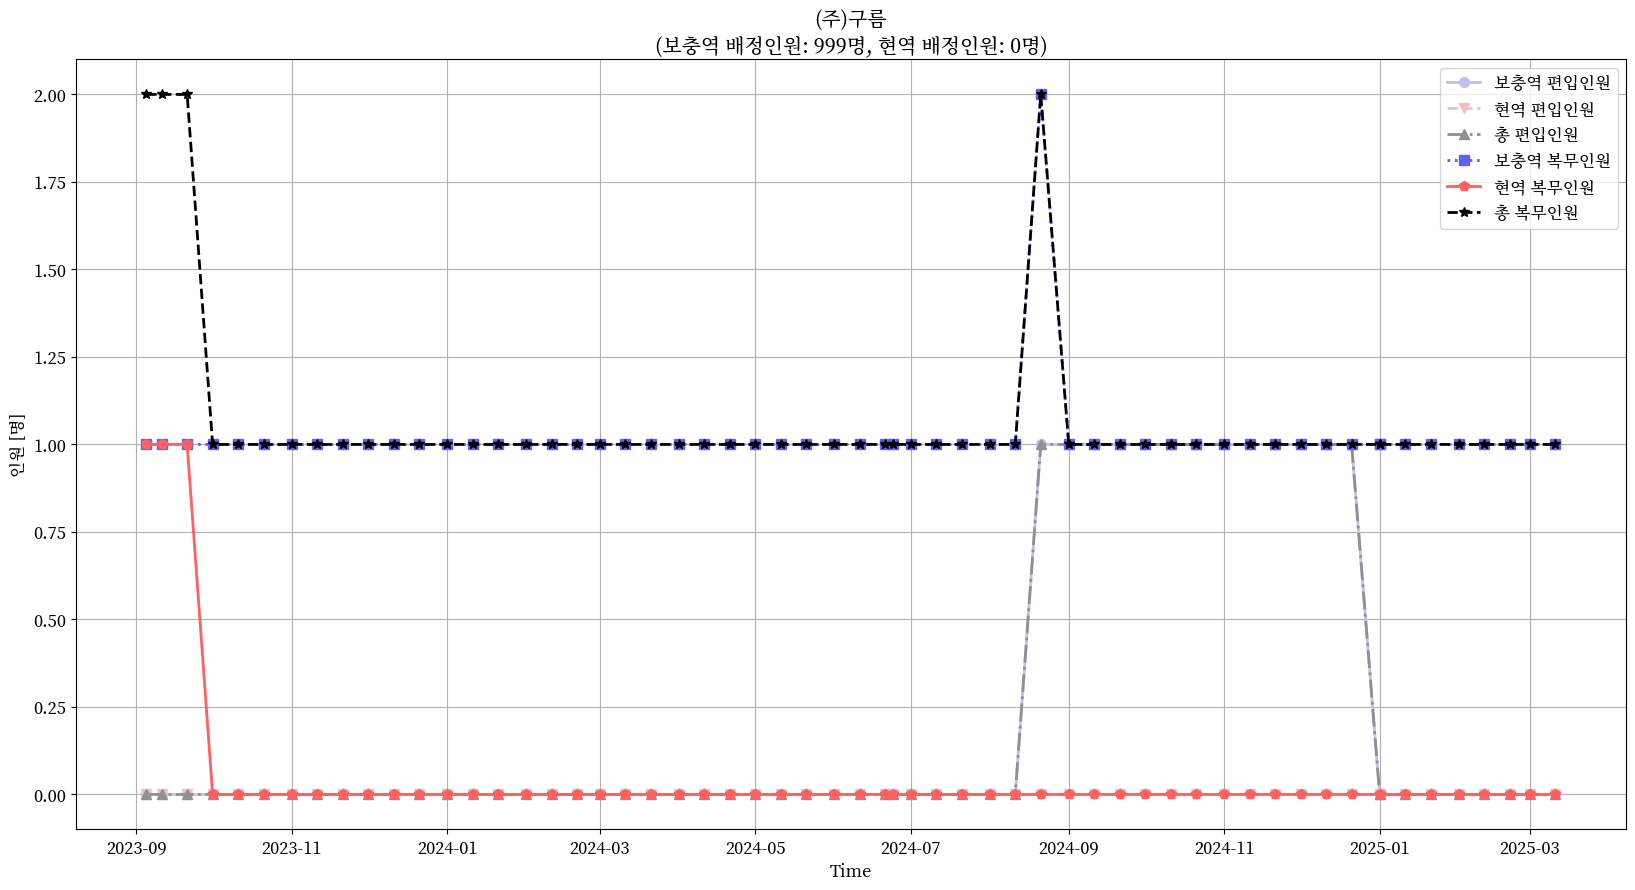 (주)구름
(보충역 배정인원: 999명, 현역 배정인원: 0명)
보충역 편입인원
현역 편입인원
총 편입인원
보충역 복무인원
현역 복무인원
총 복무인원
인원 [명]
2.00
1.75
1.50
1.25
1.00
0.75
0.50
0.25
0.00
2023-09 2023-11 2024-01 2024-03 2024-05 2024-07 2024-09 2024-11 2025-01 2025-03
Time